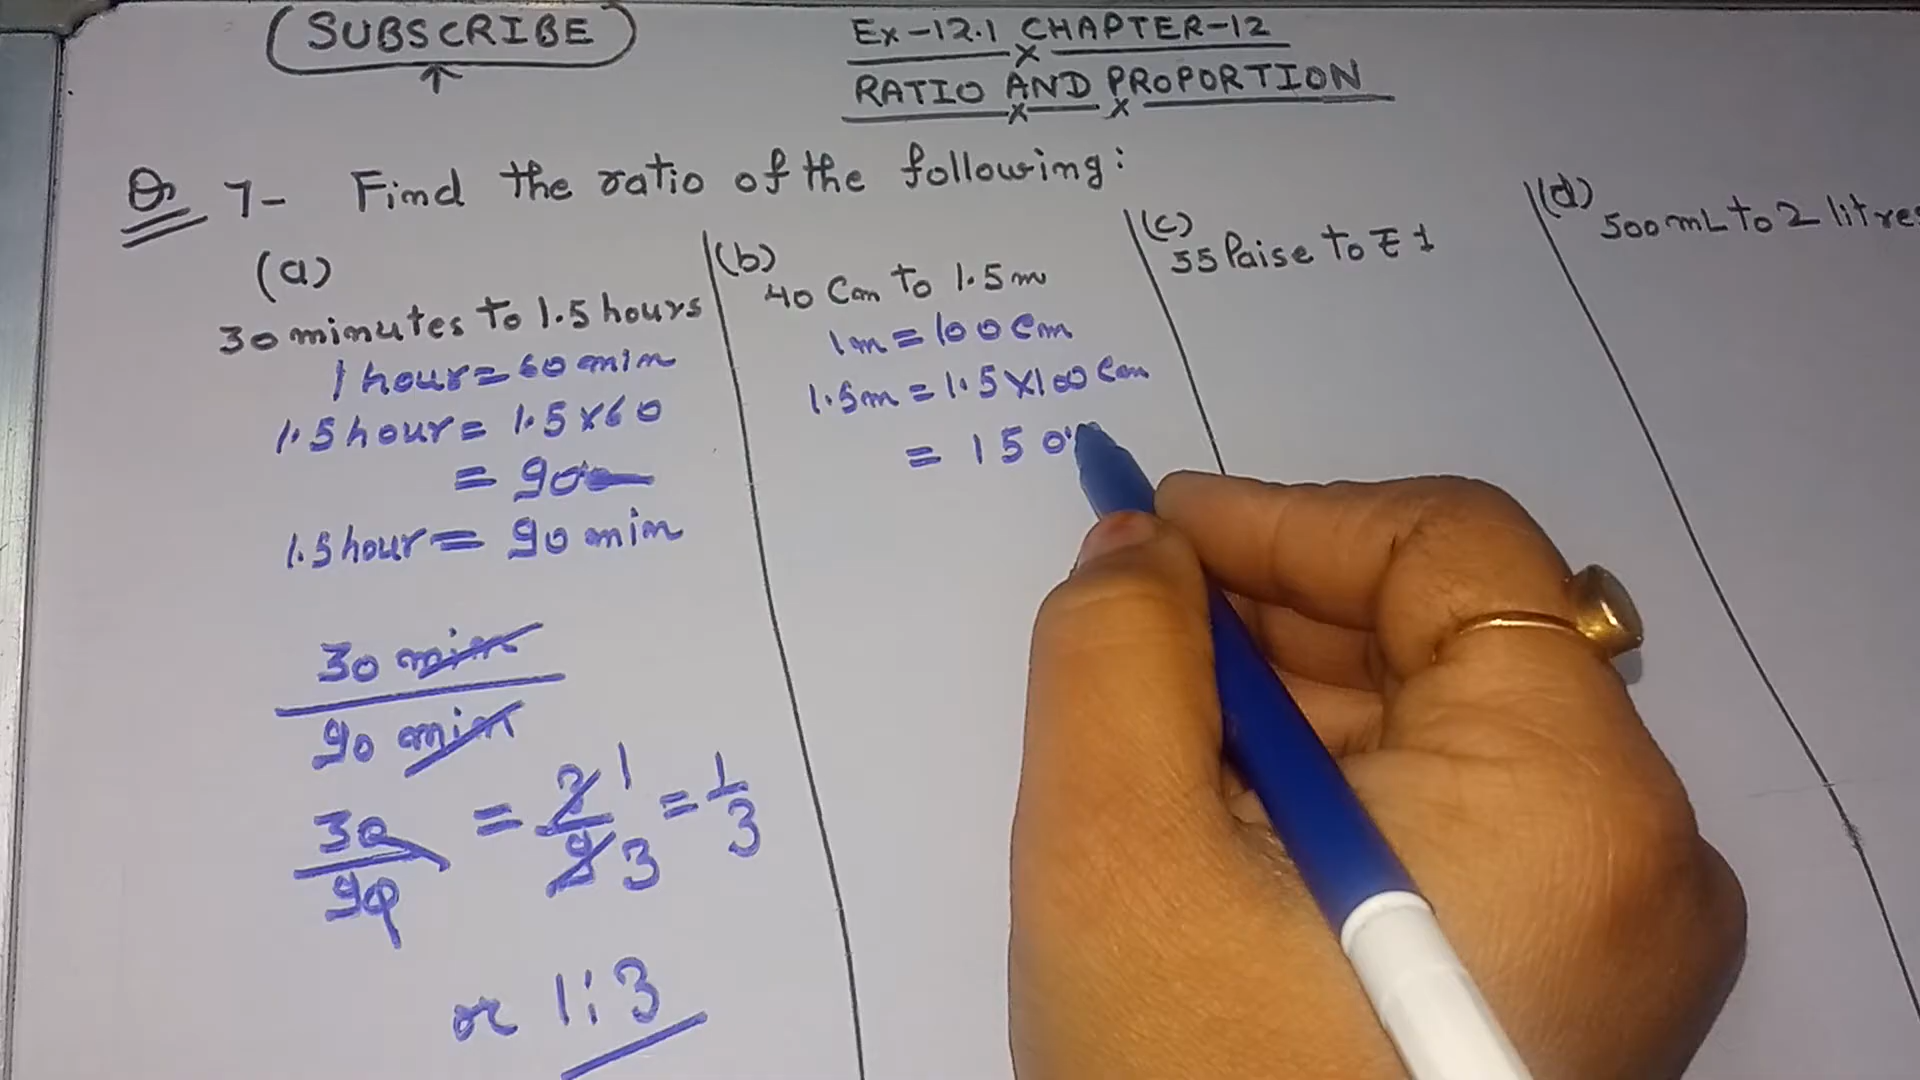 SUBSCRIBE
Ex-12.1 CHAPTER-12
RATIO AND PROPORTION
Q 7- Find the ratio of the following:
(a)
30 minutes to 1.5 hours
1 hour = 60 min
1.5 hour = 1.5 × 60
= 90
1.5 hour = 90 min
30 min
90 min
30
90
= 3 1
9 3
= 1
3
or 1:3
(b)
40 Cm to 1.5 m
1m = 100 Cm
1.5m = 1.5×100 Cm
= 150
(c)
55 Paise to ₹ 1
(d)
500 mL to 2 litres